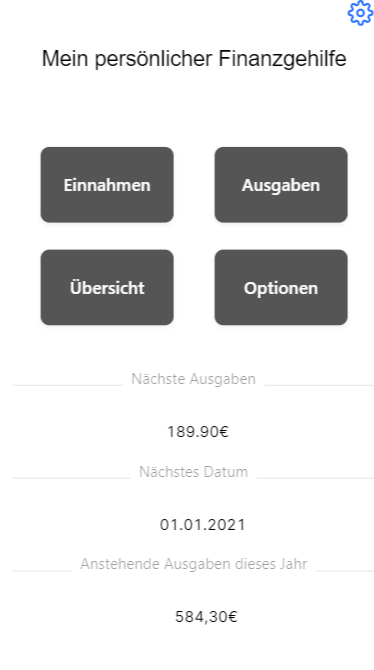 Mein persönlicher Finanzgehilfe
Einnahmen
Ausgaben
Übersicht
Optionen
Nächste Ausgaben
189.90€
Nächstes Datum
01.01.2021
Anstehende Ausgaben dieses Jahr
584,30€